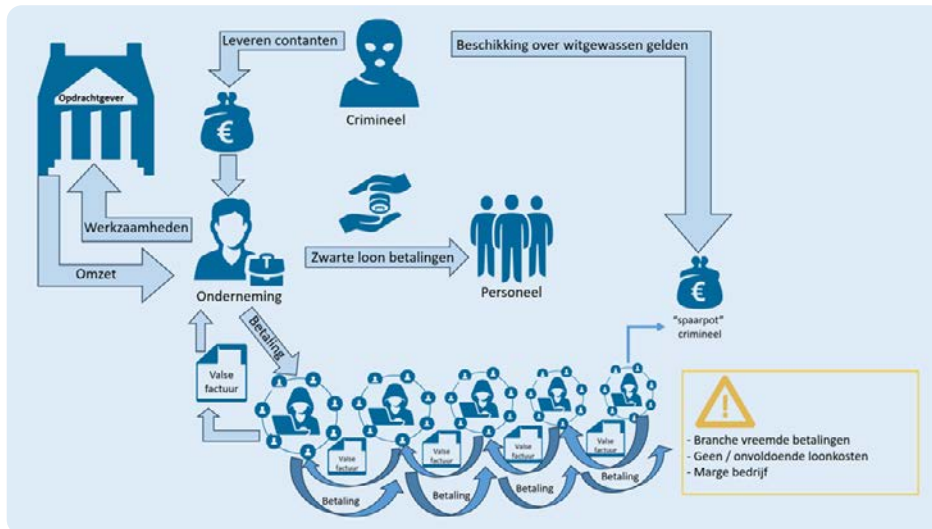 Leveren contanten
Beschikking over witgewassen gelden
Opdrachtgever
Crimineel
€
Werkzaamheden
Omzet
Onderneming
Zwarte loon betalingen
Personeel
€
"spaarpot"
crimineel
Betaling
Valse
factuur
Valse
factuur
Valse
factuur
Valse
factuur
Valse
factuur
Betaling
Betaling
Betaling
Betaling
- Branche vreemde betalingen
- Geen / onvoldoende loonkosten
- Marge bedrijf